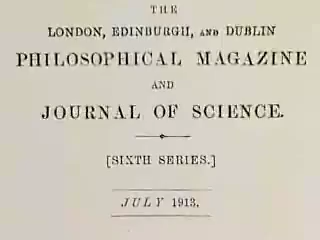 THE
LONDON, EDINBURGH, AND DUBLIN
PHILOSOPHICAL MAGAZINE
AND
JOURNAL OF SCIENCE.
[SIXTH SERIES.]
JULY 1913.